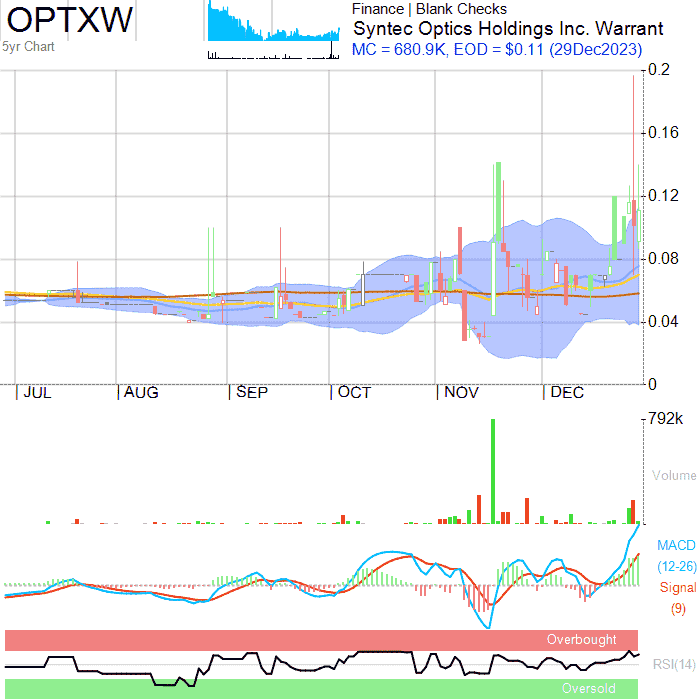 OPTXW
5yr Chart
Finance | Blank Checks
Syntec Optics Holdings Inc. Warrant
MC = 680.9K, EOD = $0.11 (29Dec2023)
0.2
0.16
0.12
0.08
0.04
0
JUL AUG SEP OCT NOV DEC
792k
Volume
MACD
(12-26)
Signal
(9)
Overbought
RSI(14)
Oversold